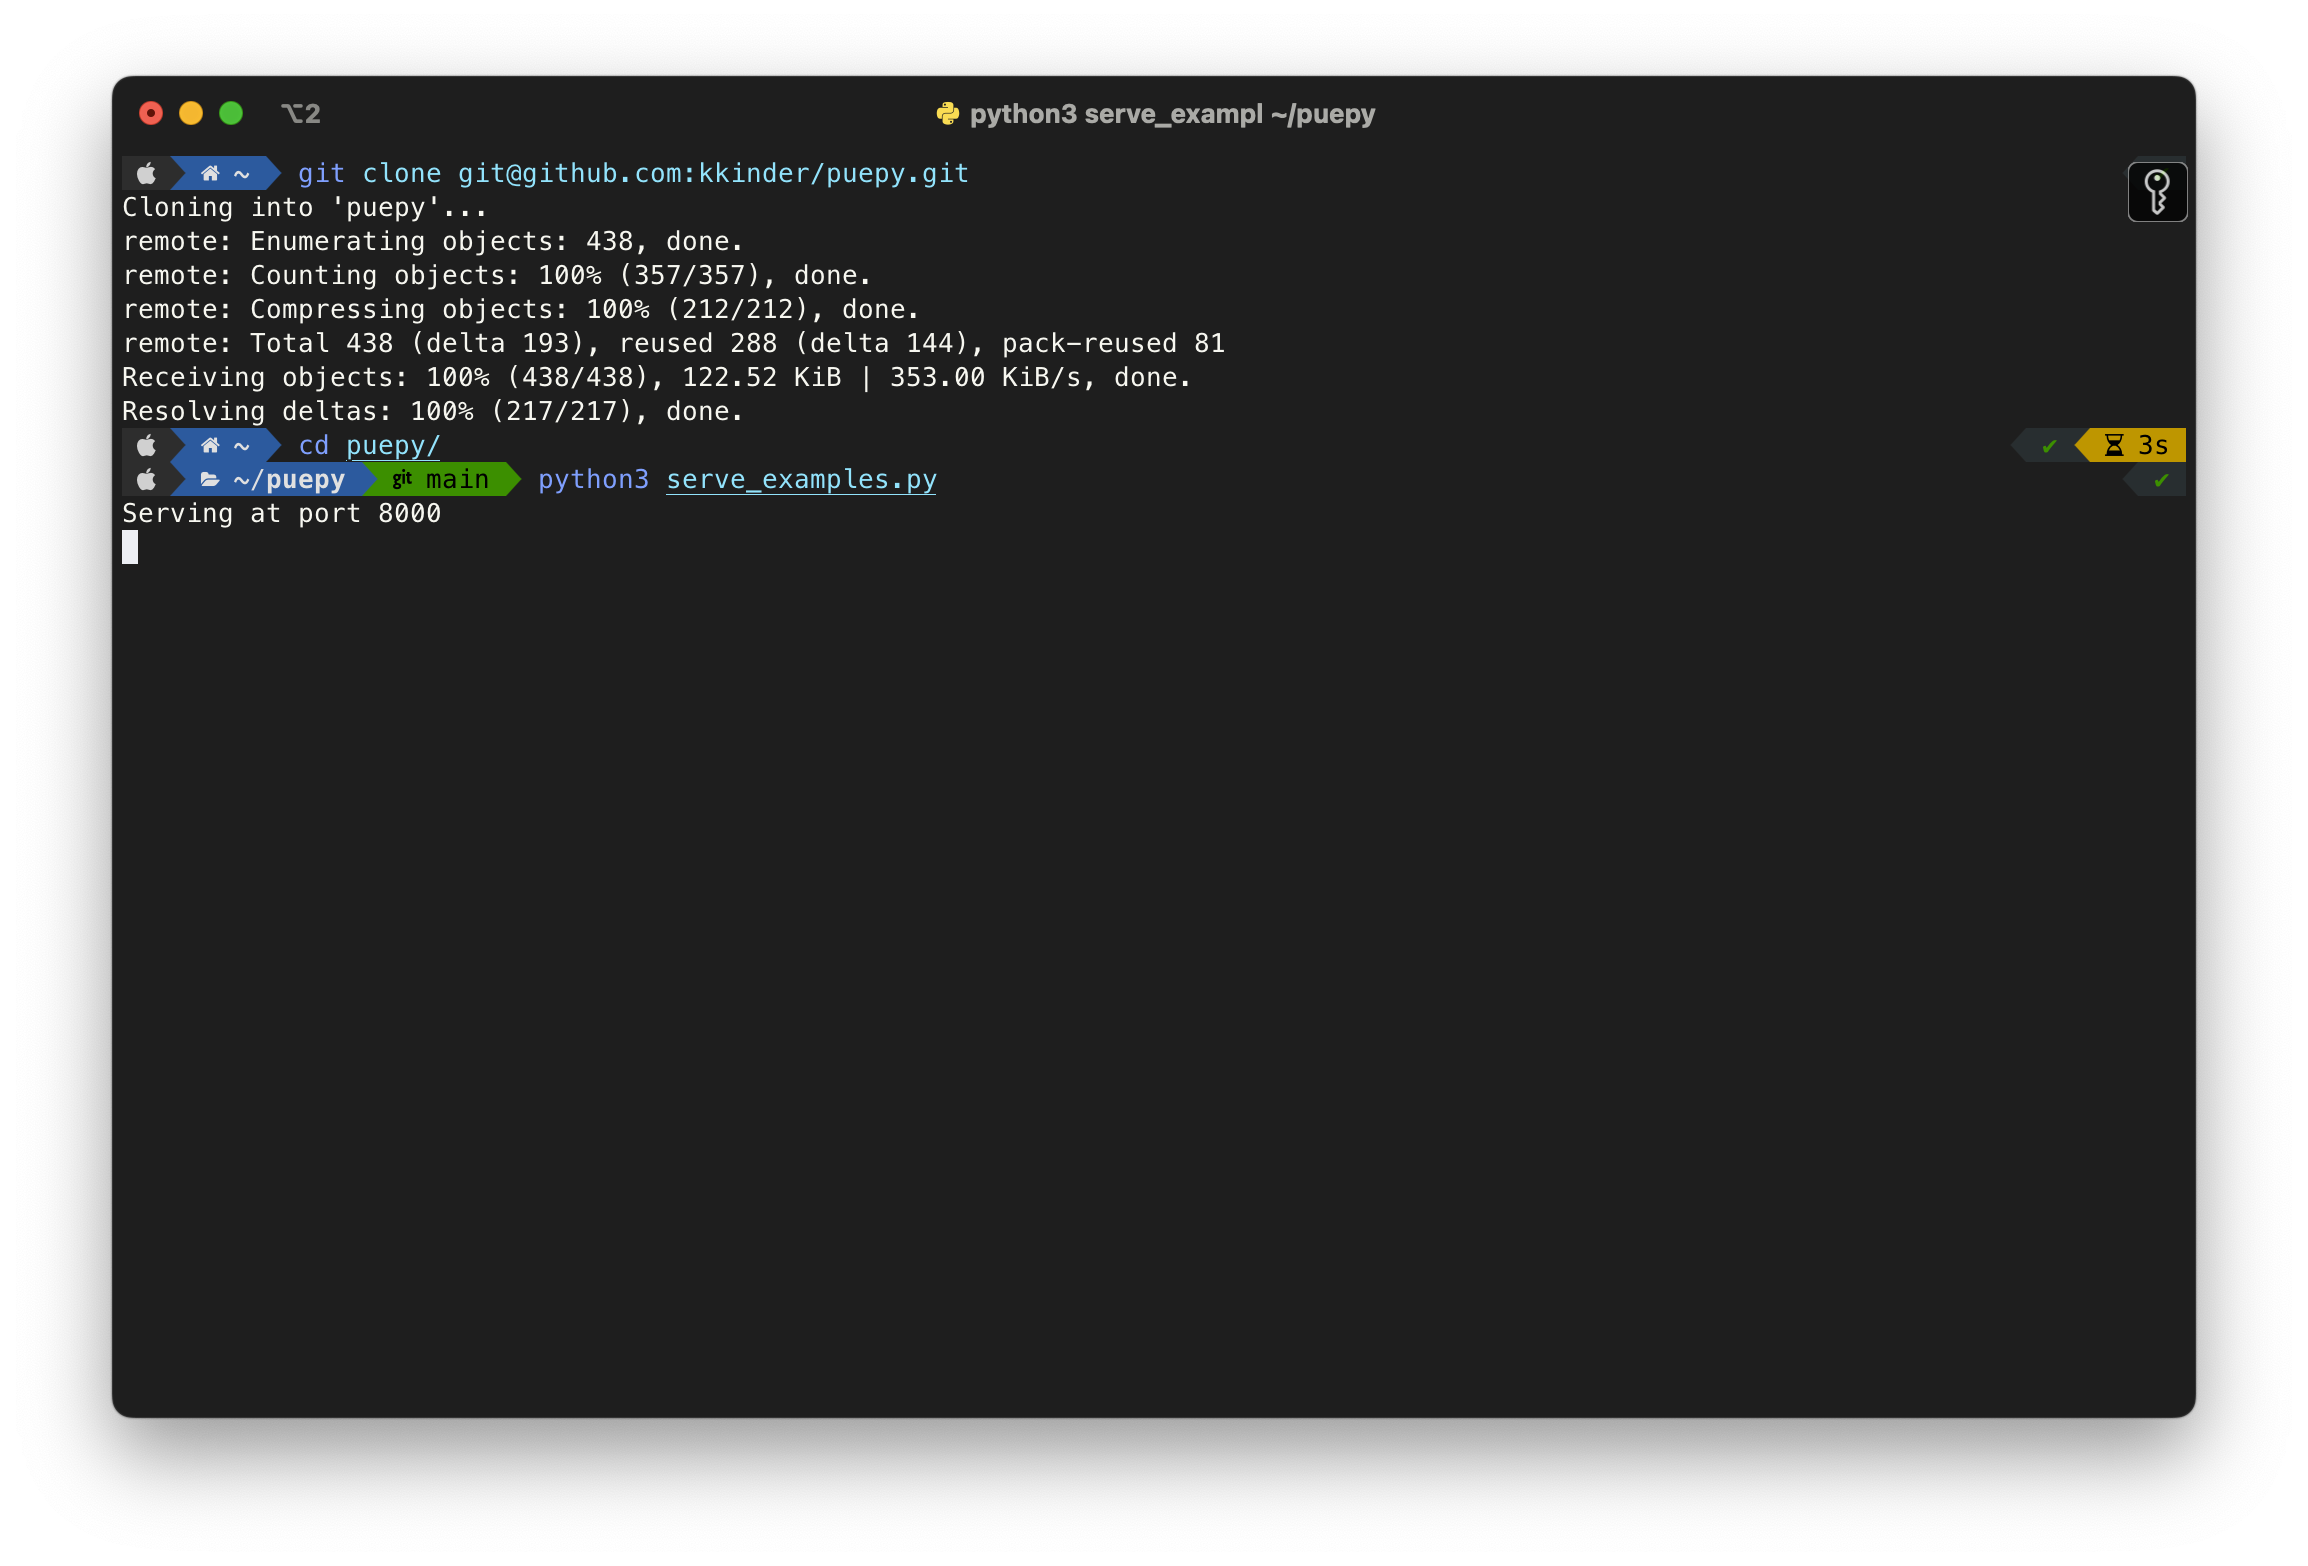 ⌥2
python3 serve_exampl ~/puepy
~ git clone git@github.com:kkinder/puepy.git
Cloning into 'puepy'...
remote: Enumerating objects: 438, done.
remote: Counting objects: 100% (357/357), done.
remote: Compressing objects: 100% (212/212), done.
remote: Total 438 (delta 193), reused 288 (delta 144), pack-reused 81
Receiving objects: 100% (438/438), 122.52 KiB | 353.00 KiB/s, done.
Resolving deltas: 100% (217/217), done.
~ cd puepy/ ✔ 3s
~/puepy git main python3 serve_examples.py ✔
Serving at port 8000